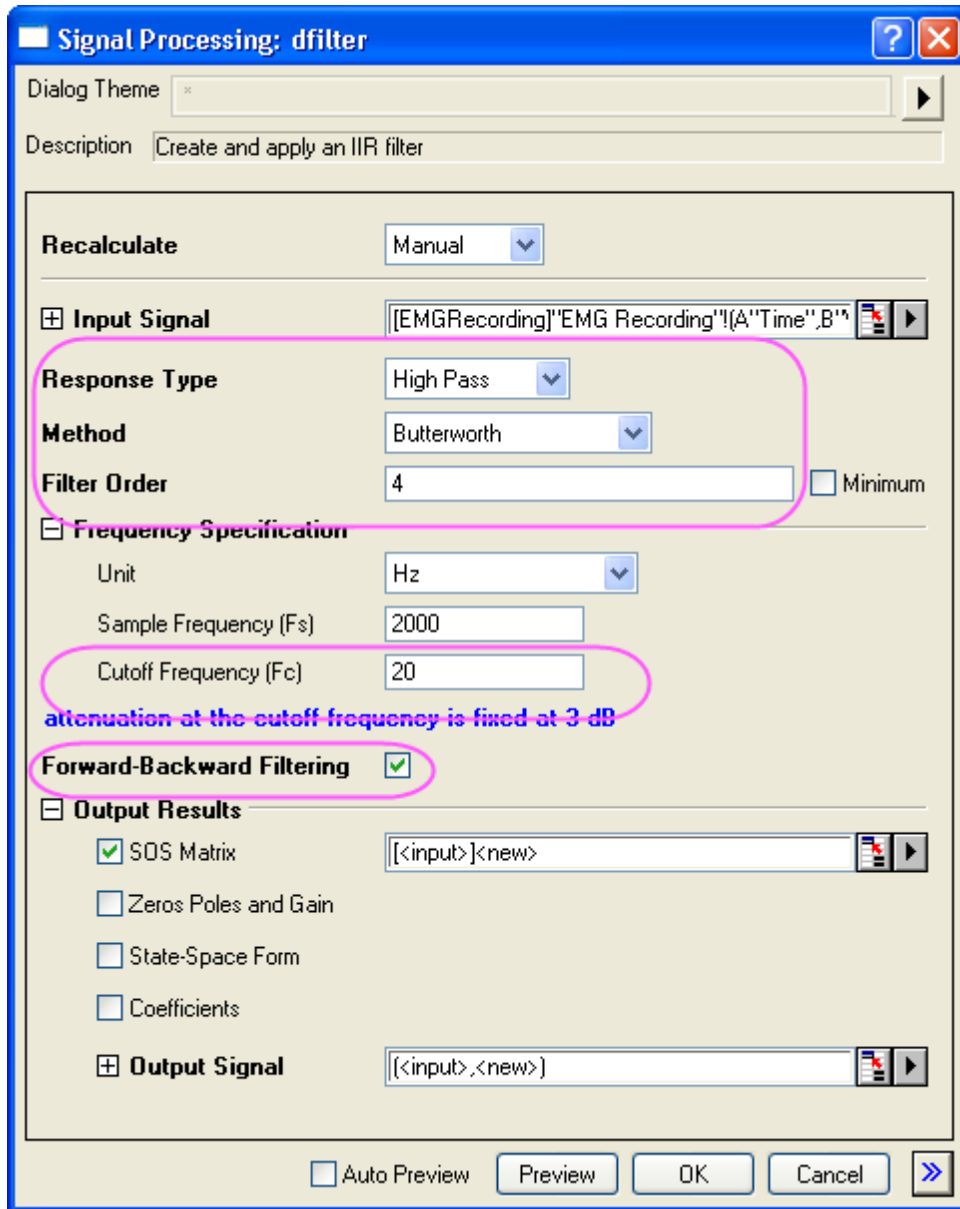 Signal Processing: dfilter
Dialog Theme *
Description Create and apply an IIR filter
Recalculate Manual
Input Signal [EMGRecording]"EMG Recording"!(A"Time",B"
Response Type High Pass
Method Butterworth
Filter Order 4 Minimum
Frequency Specification
Unit Hz
Sample Frequency (Fs) 2000
Cutoff Frequency (Fc) 20
attenuation at the cutoff frequency is fixed at 3 dB
Forward-Backward Filtering
Output Results
SOS Matrix [<input>]<new>
Zeros Poles and Gain
State-Space Form
Coefficients
Output Signal (<input>,<new>)
Auto Preview Preview OK Cancel